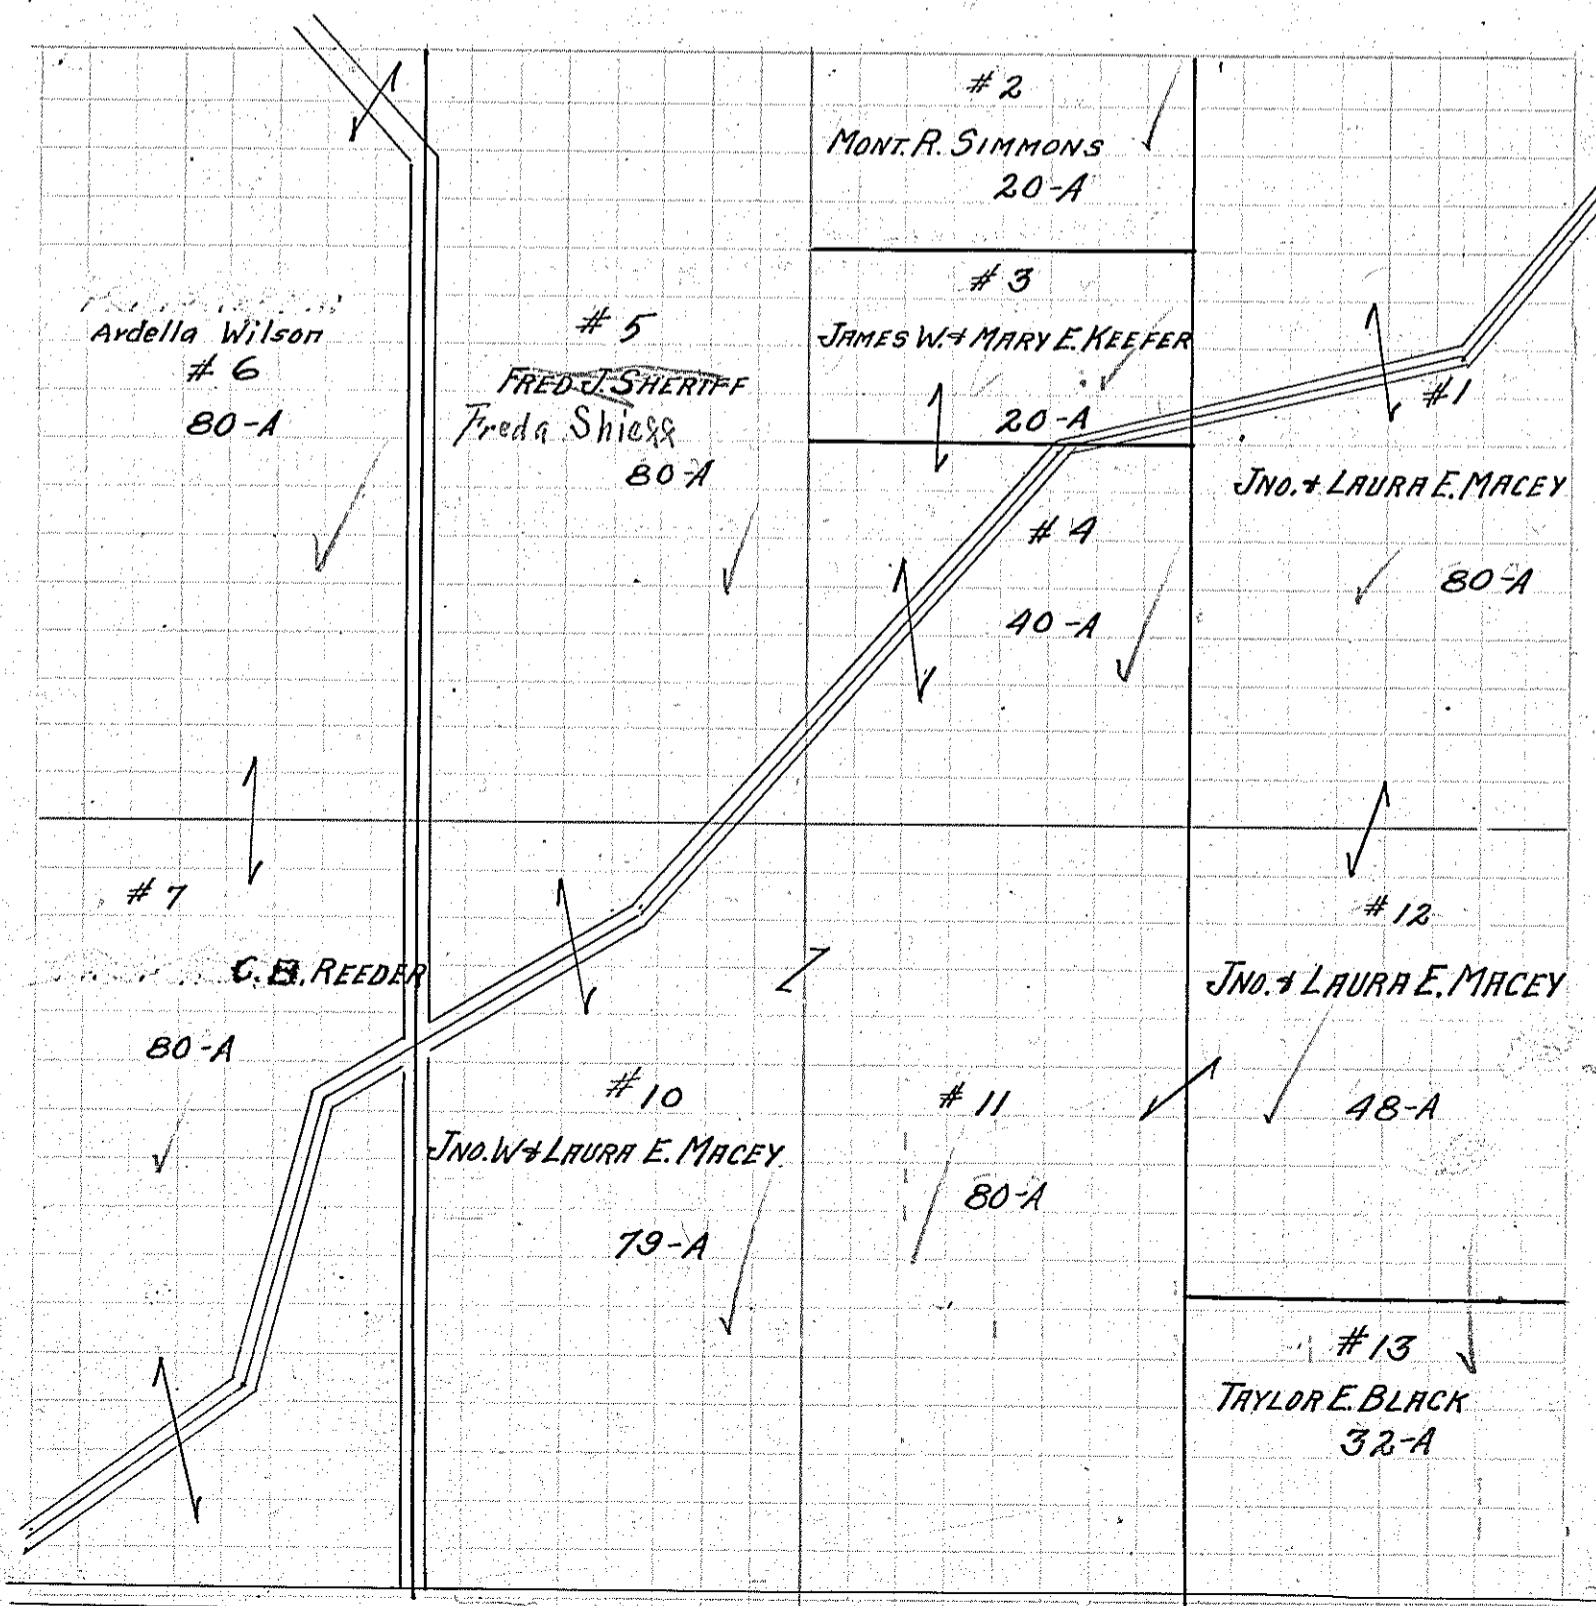 # 2
MONT. R. SIMMONS
20-A
# 3
JAMES W. & MARY E. KEEFER
20-A
#1
JNO. & LAURA E. MACEY
80-A
Ardella Wilson
# 6
80-A
# 5
FRED J. SHERIFF
Freda Shiess
80-A
# 4
40-A
# 7
C. B. REEDER
80-A
# 10
JNO. W & LAURA E. MACEY
79-A
# 11
80-A
# 12
JNO. & LAURA E. MACEY
48-A
# 13
TAYLOR E. BLACK
32-A